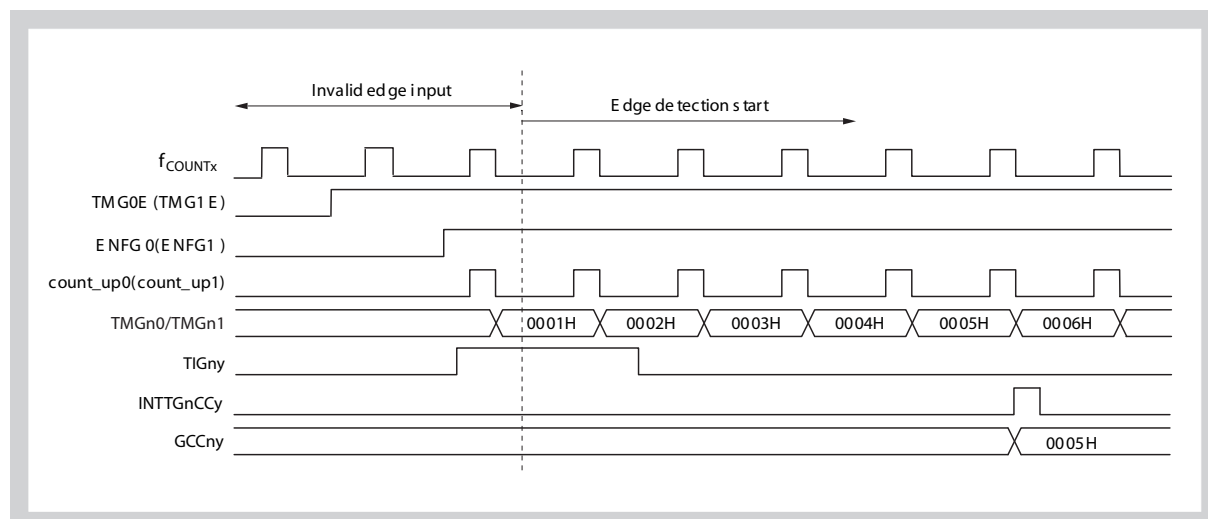 Invalid edge input
Edge detection start
fCOUNTx
TMG0E (TMG1E)
ENFG0(ENFG1)
count_up0(count_up1)
TMGn0/TMGn1 0001H 0002H 0003H 0004H 0005H 0006H
TIGny
INTTGnCCy
GCCny 0005H